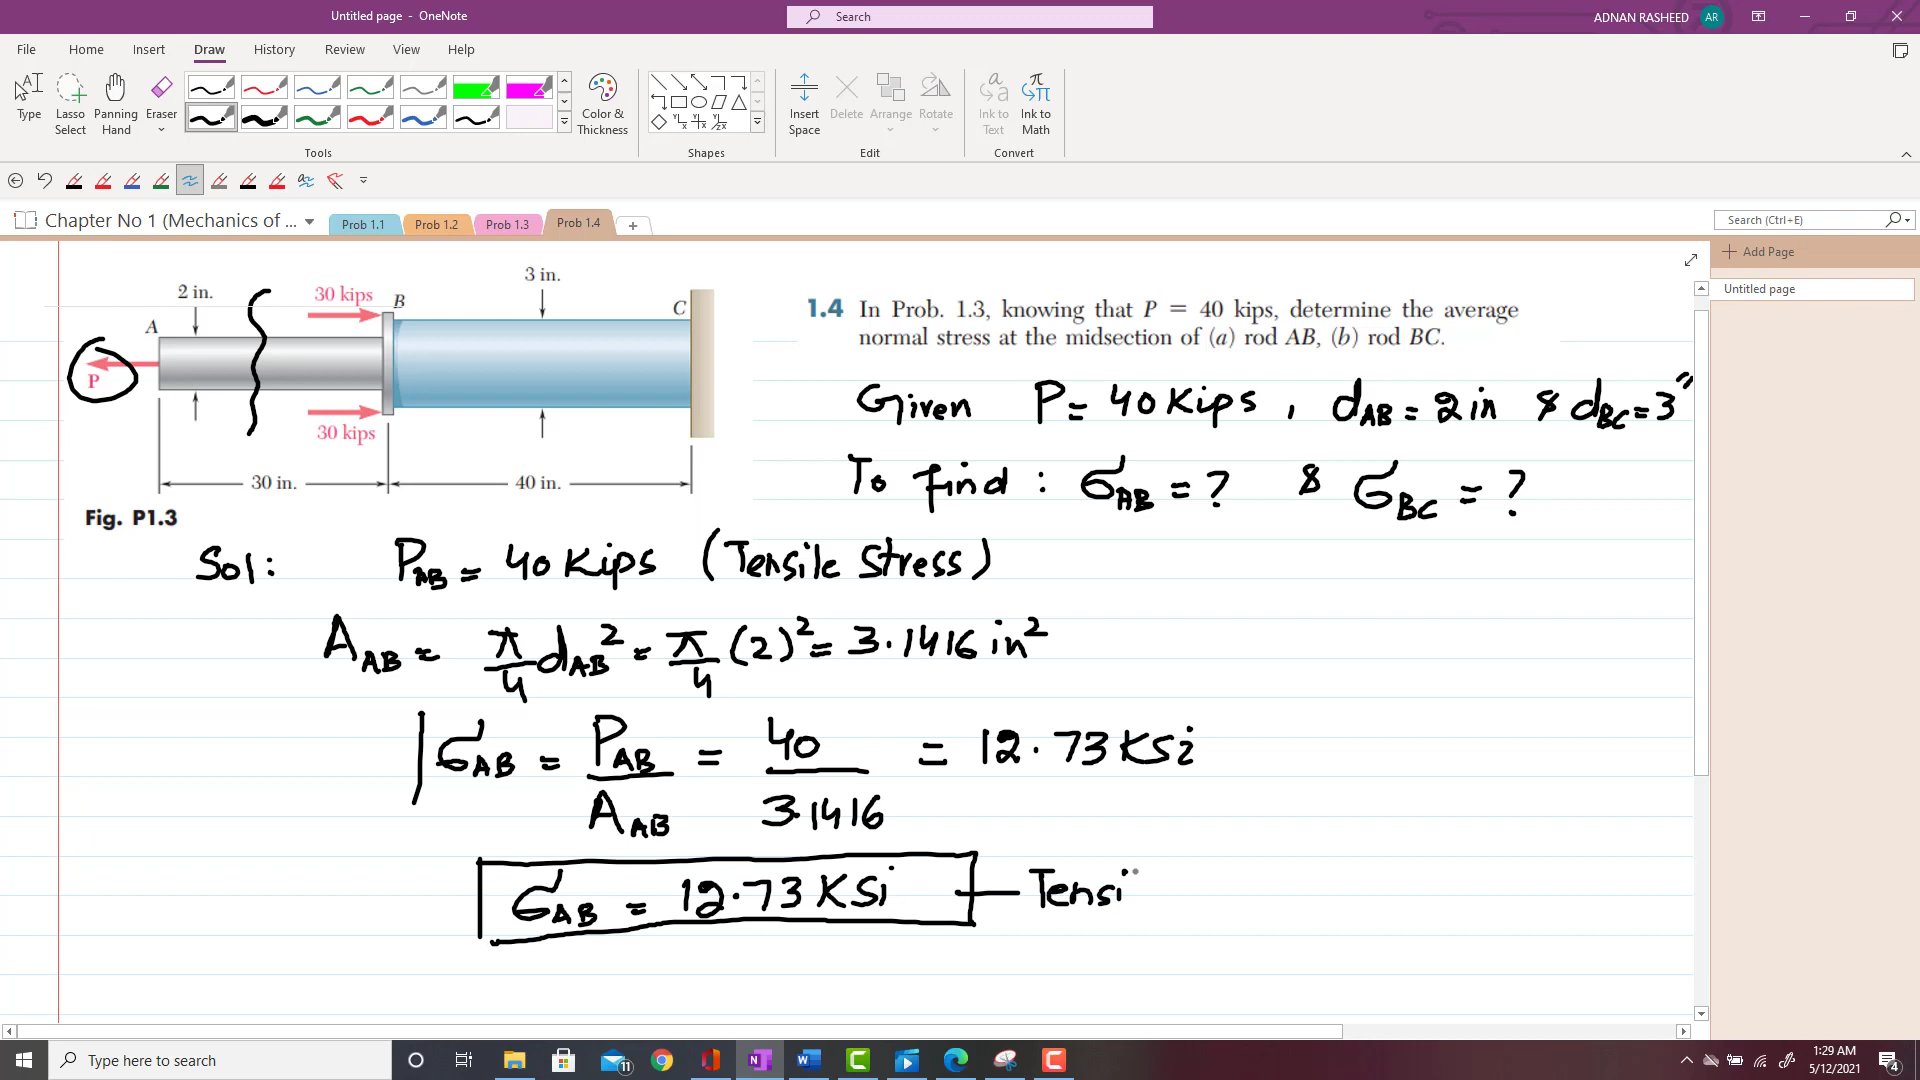 Untitled page - OneNote
Search
ADNAN RASHEED
AR
File Home Insert Draw History Review View Help
Type
Lasso Select
Panning Hand
Eraser
Color & Thickness
Insert Space
Delete
Arrange
Rotate
Ink to Text
Ink to Math
Tools
Shapes
Edit
Convert
Chapter No 1 (Mechanics of ...
Prob 1.1
Prob 1.2
Prob 1.3
Prob 1.4
Search (Ctrl+E)
Add Page
Untitled page
2 in.
30 kips
B
3 in.
C
A
P
30 kips
30 in.
40 in.
Fig. P1.3
1.4 In Prob. 1.3, knowing that P = 40 kips, determine the average
normal stress at the midsection of (a) rod AB, (b) rod BC.
Given P = 40 Kips , dAB = 2 in & dBC = 3"
To find : σAB = ? & σBC = ?
Sol: PAB = 40 Kips (Tensile Stress)
AAB = π/4 dAB² = π/4 (2)² = 3.1416 in²
σAB = PAB/AAB = 40/3.1416 = 12.73 KSi
σAB = 12.73 KSi — Tensi
Type here to search
11
1:29 AM
5/12/2021
4